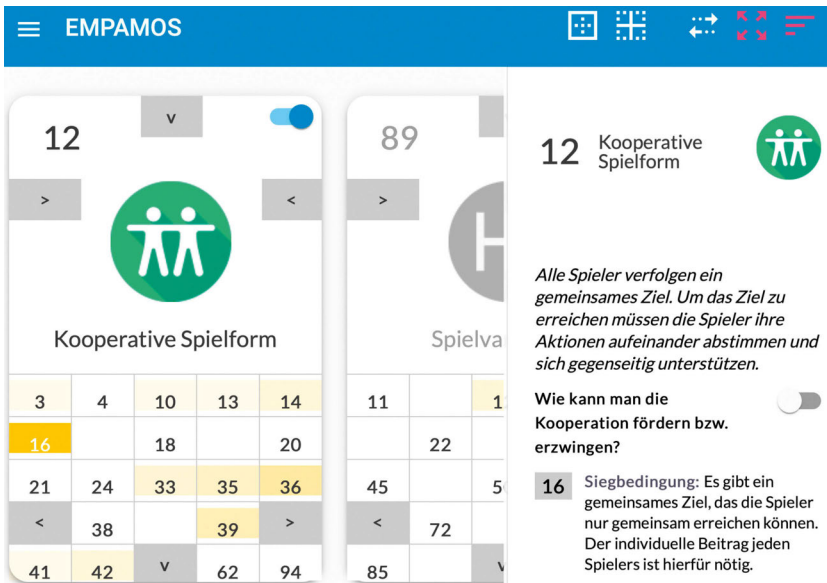 EMPAMOS
12
v
>
<
Kooperative Spielform
3 4 10 13 14
16 18 20
21 24 33 35 36
< 38 39 >
41 42 v 62 94
89
>
11
22
45
< 72
85
12 Kooperative
Spielform
Alle Spieler verfolgen ein
gemeinsames Ziel. Um das Ziel zu
erreichen müssen die Spieler ihre
Aktionen aufeinander abstimmen und
sich gegenseitig unterstützen.
Wie kann man die
Kooperation fördern bzw.
erzwingen?
16 Siegbedingung: Es gibt ein
gemeinsames Ziel, das die Spieler
nur gemeinsam erreichen können.
Der individuelle Beitrag jeden
Spielers ist hierfür nötig.